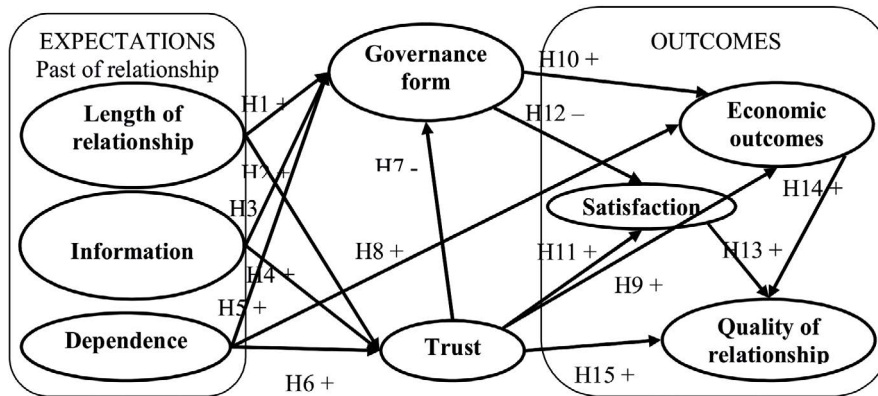 EXPECTATIONS
Past of relationship
Length of
relationship
Information
Dependence
Governance
form
Trust
OUTCOMES
Economic
outcomes
Satisfaction
Quality of
relationship
H1 +
H2 +
H3
H4 +
H5 +
H6 +
H7 -
H8 +
H9 +
H10 +
H11 +
H12 –
H13 +
H14 +
H15 +